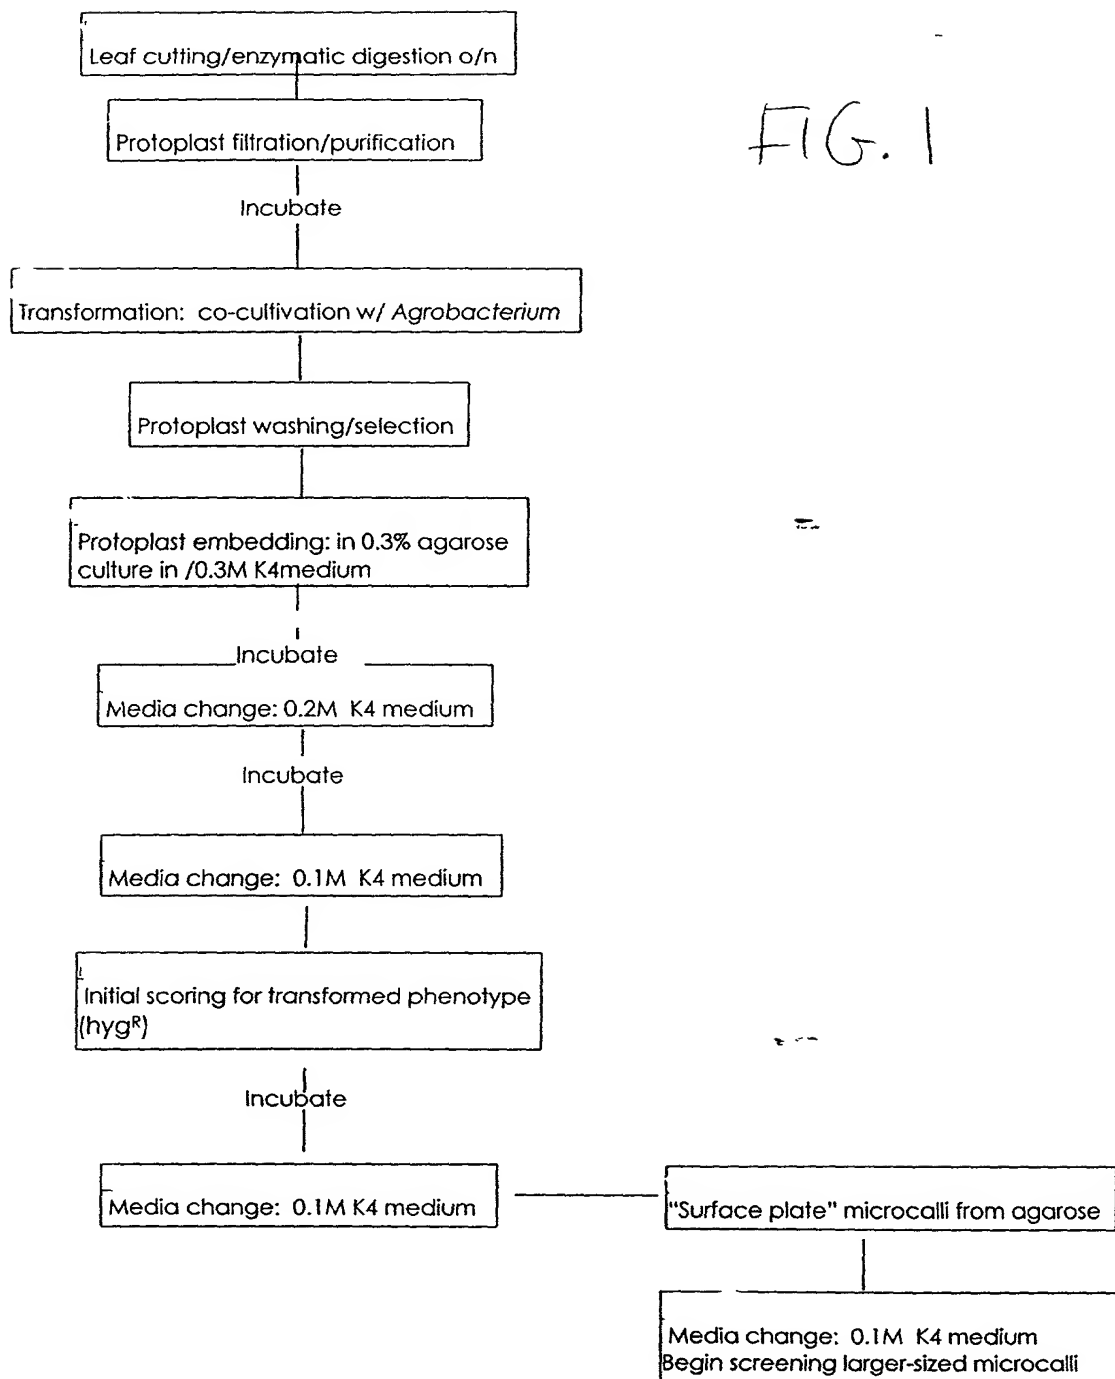 Leaf cutting/enzymatic digestion o/n
FIG. 1
Protoplast filtration/purification
Incubate
Transformation: co-cultivation w/ Agrobacterium
Protoplast washing/selection
Protoplast embedding: in 0.3% agarose
culture in /0.3M K4medium
Incubate
Media change: 0.2M K4 medium
Incubate
Media change: 0.1M K4 medium
Initial scoring for transformed phenotype
(hygᴿ)
Incubate
Media change: 0.1M K4 medium
"Surface plate" microcalli from agarose
Media change: 0.1M K4 medium
Begin screening larger-sized microcalli